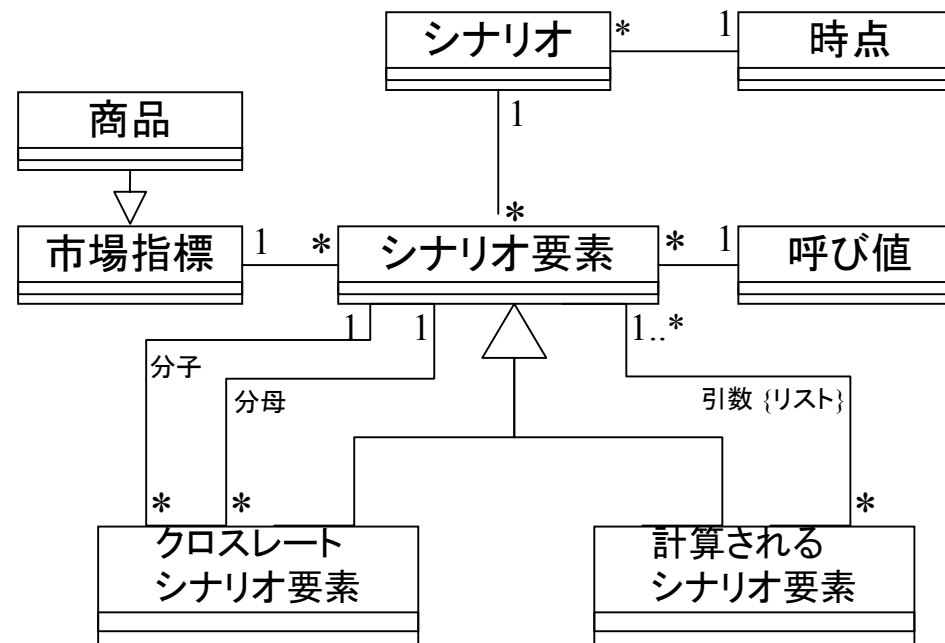 シナリオ
*
1
時点
商品
1
*
市場指標
1
*
シナリオ要素
*
1
呼び値
1
1
1..*
分子
分母
引数 {リスト}
*
*
*
クロスレート
シナリオ要素
計算される
シナリオ要素